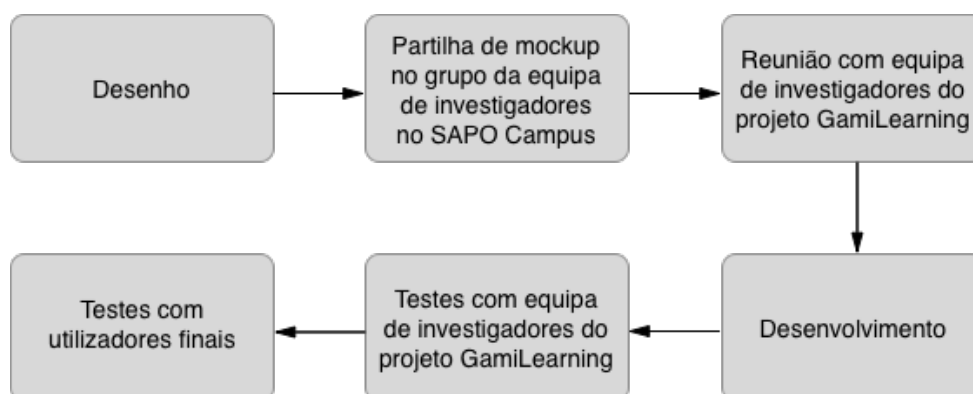 Desenho
Partilha de mockup
no grupo da equipa
de investigadores
no SAPO Campus
Reunião com equipa
de investigadores do
projeto GamiLearning
Desenvolvimento
Testes com equipa
de investigadores do
projeto GamiLearning
Testes com
utilizadores finais